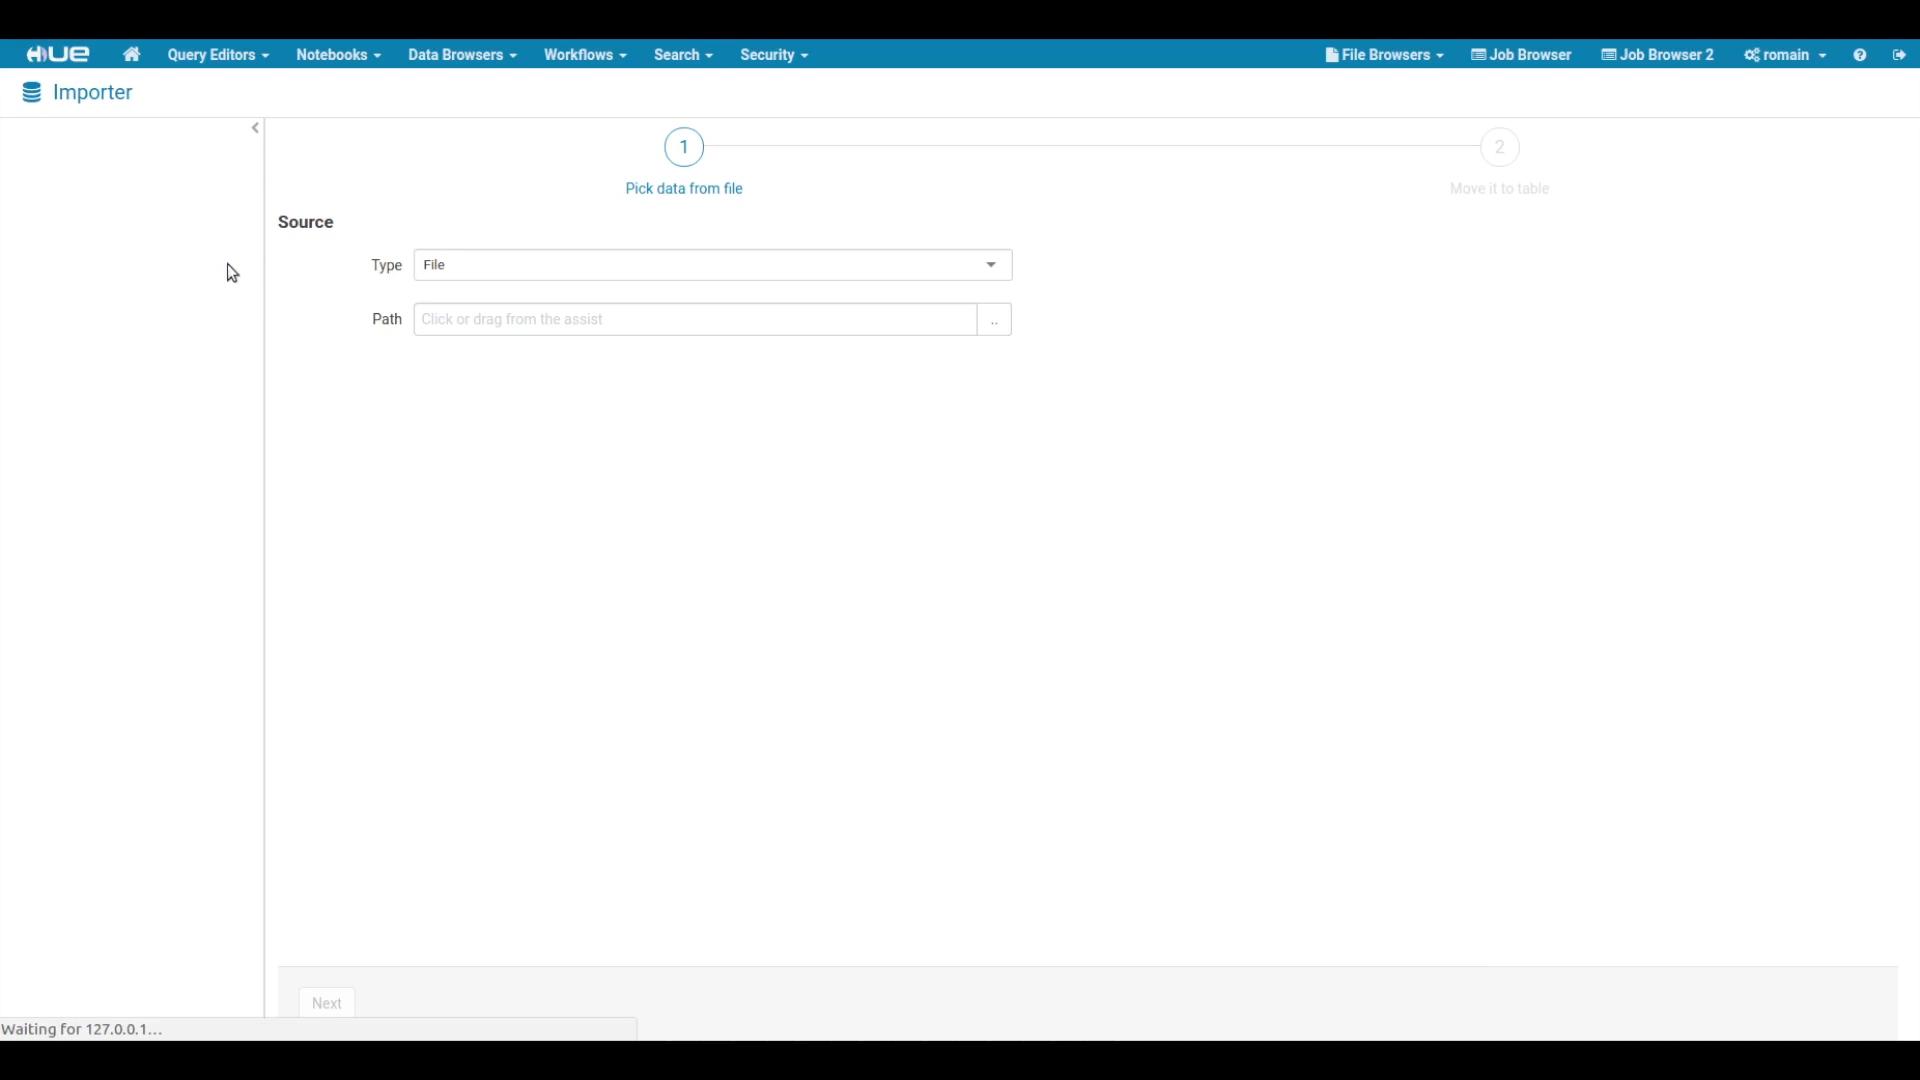 HUE Query Editors Notebooks Data Browsers Workflows Search Security File Browsers Job Browser Job Browser 2 romain
Importer
1 2
Pick data from file Move it to table
Source
Type File
Path Click or drag from the assist ..
Next
Waiting for 127.0.0.1...